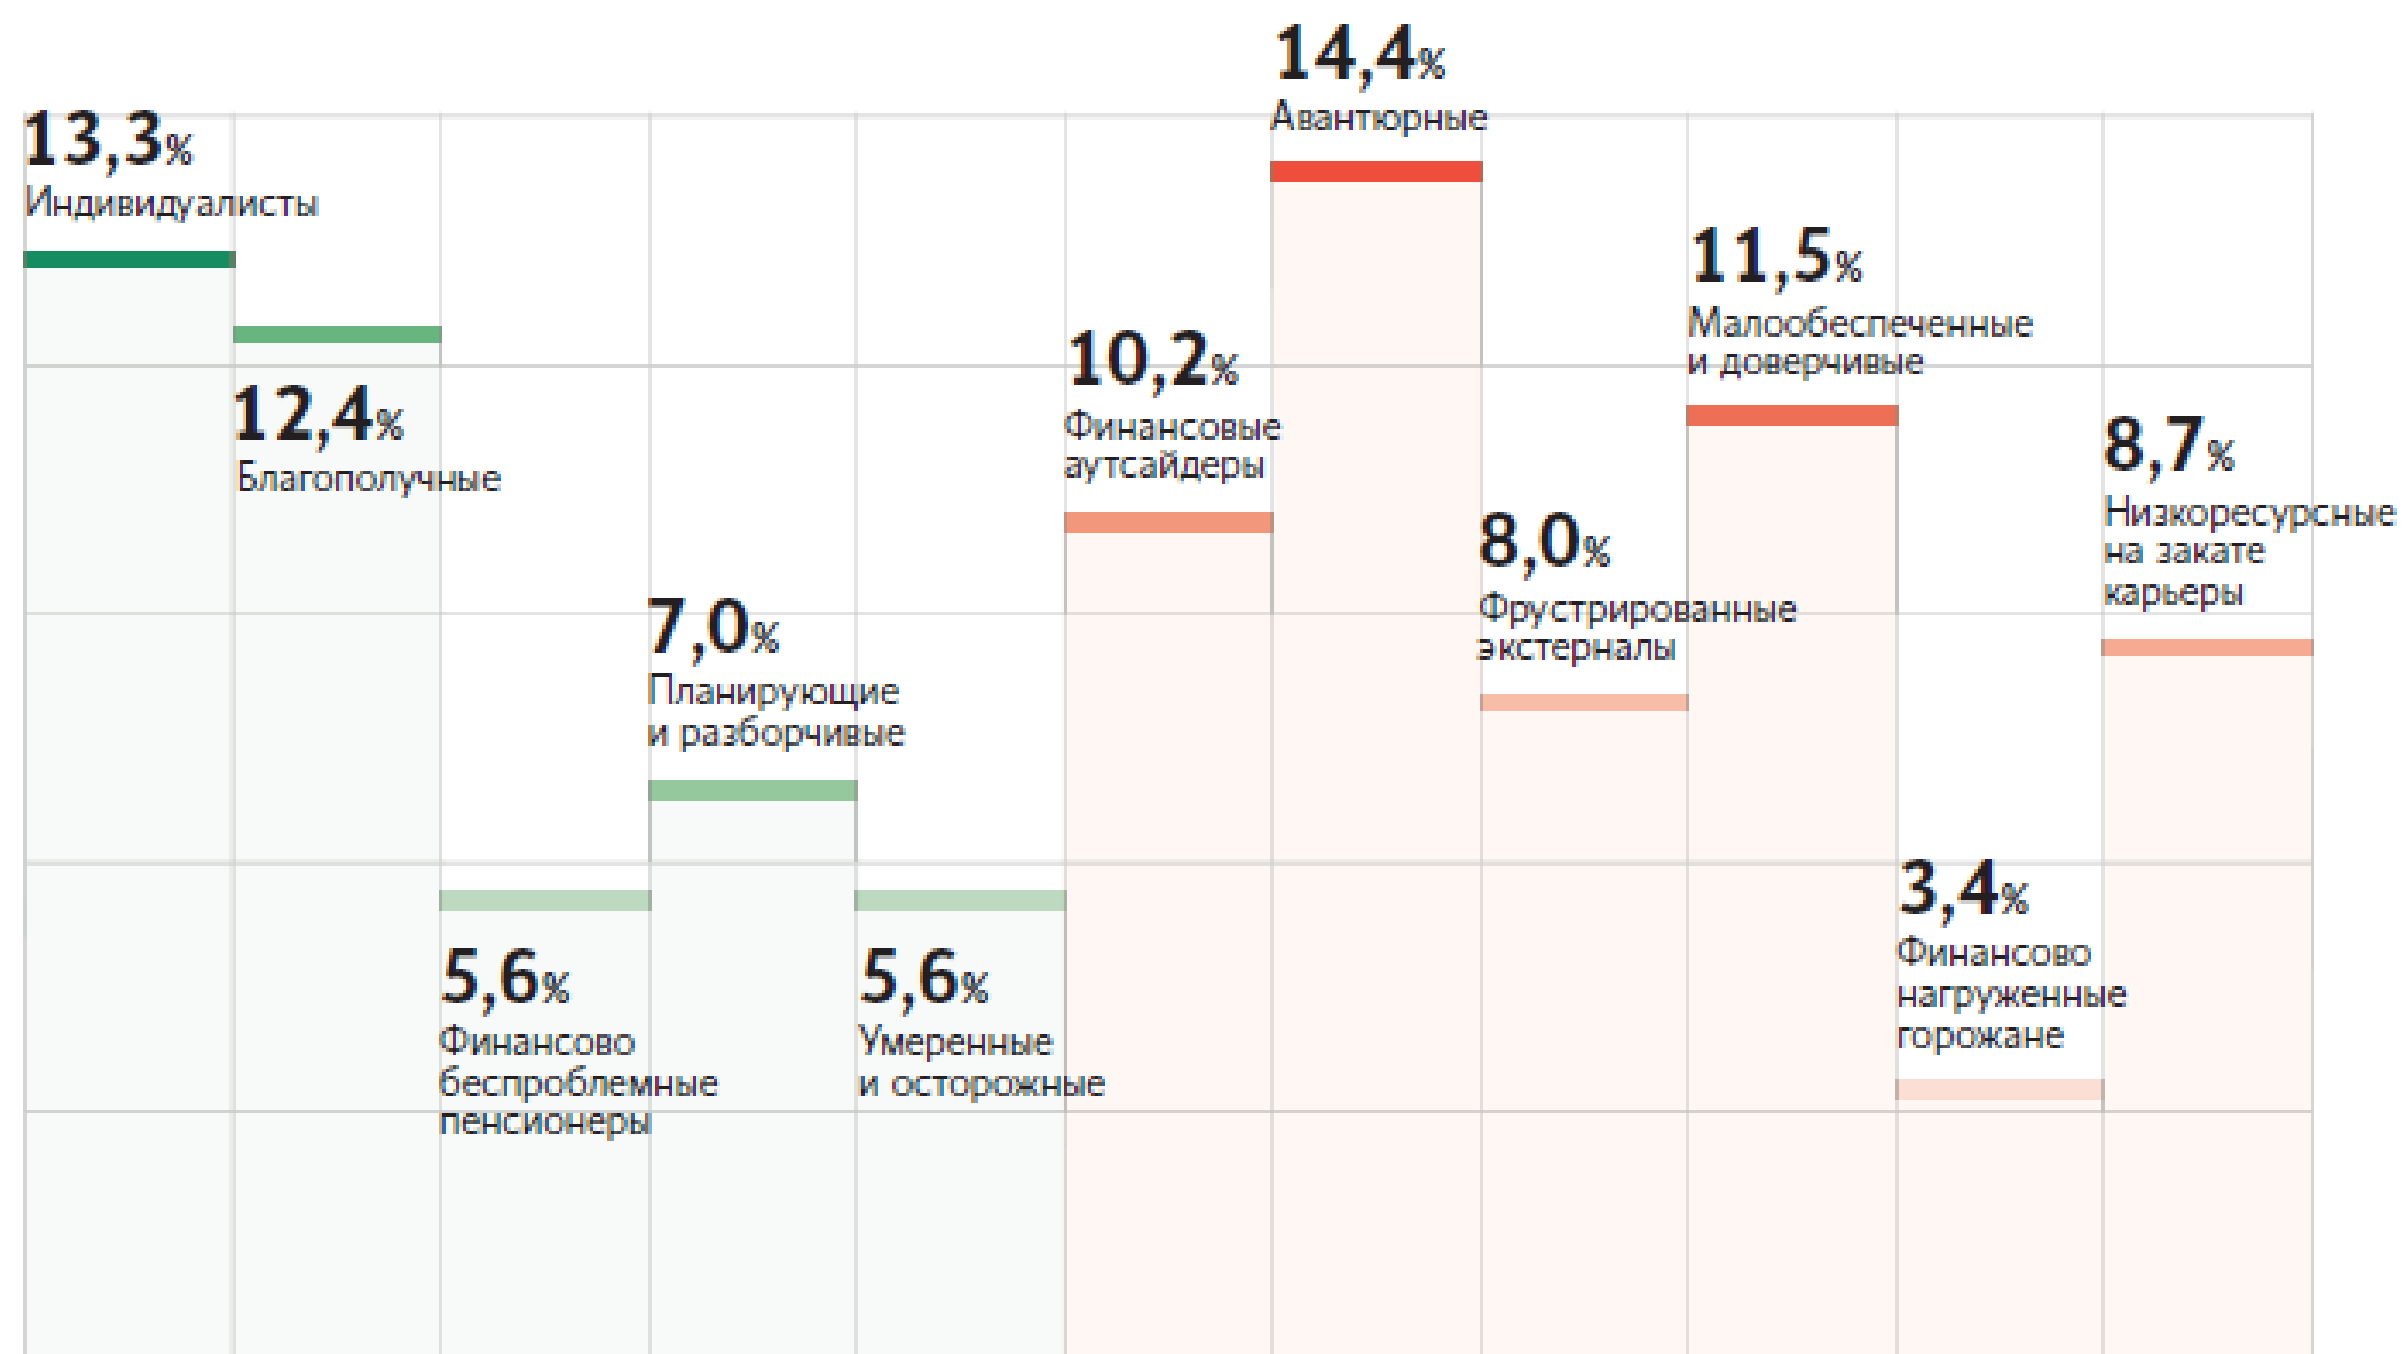 13,3%
Индивидуалисты
12,4%
Благополучные
5,6%
Финансово
беспроблемные
пенсионеры
7,0%
Планирующие
и разборчивые
5,6%
Умеренные
и осторожные
10,2%
Финансовые
аутсайдеры
14,4%
Авантюрные
8,0%
Фрустрированные
экстерналы
11,5%
Малообеспеченные
и доверчивые
3,4%
Финансово
нагруженные
горожане
8,7%
Низкоресурсные
на закате
карьеры